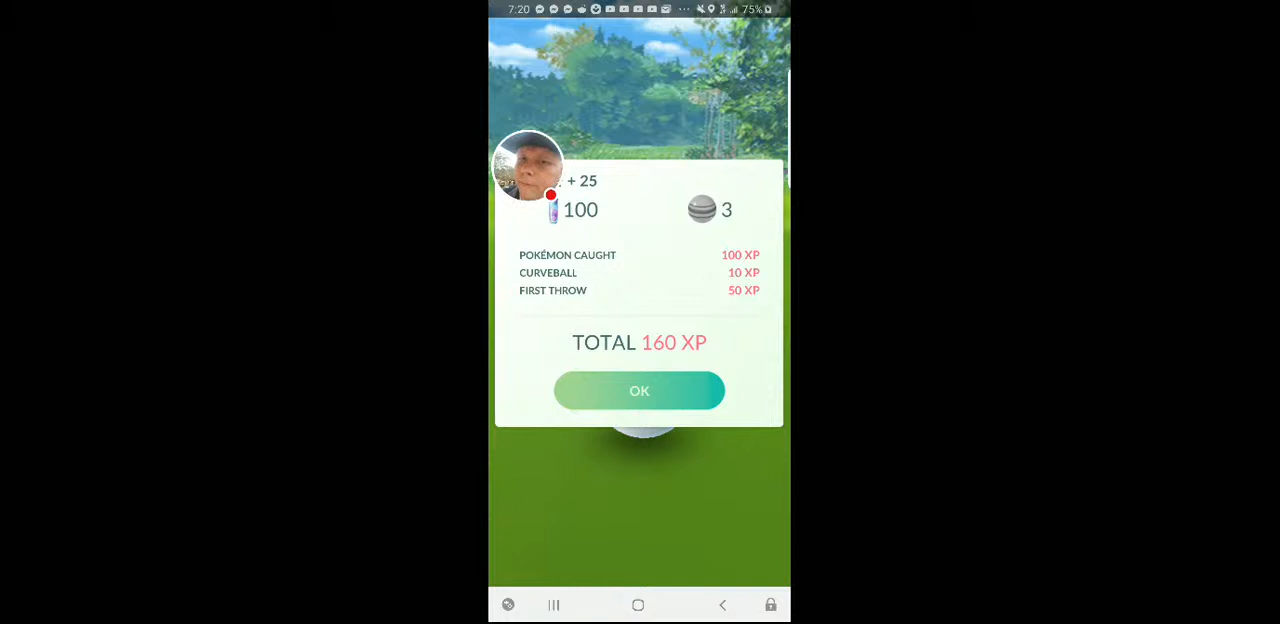 7:20
75%
+ 25
100
3
POKÉMON CAUGHT 100 XP
CURVEBALL 10 XP
FIRST THROW 50 XP
TOTAL 160 XP
OK